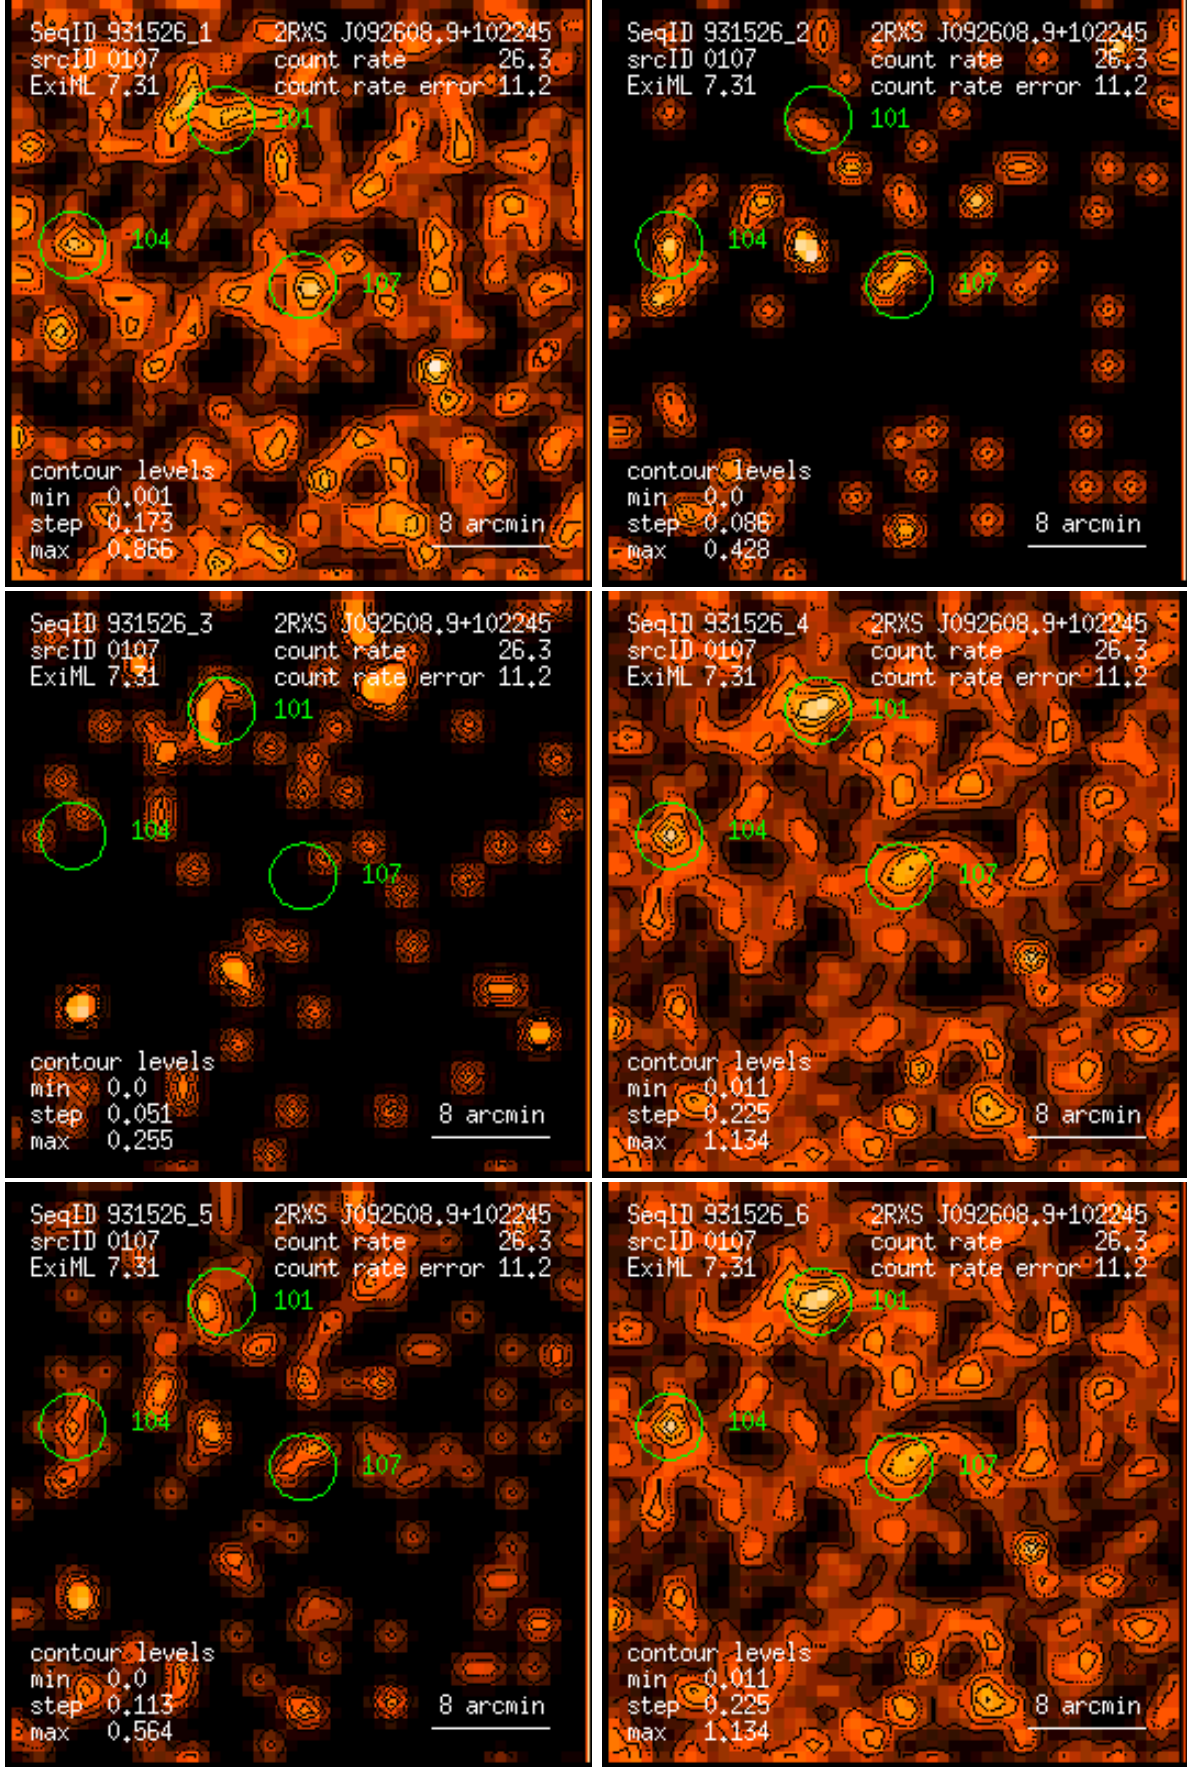 SeqID 931526_1 2RXS J092608.9+102245
srcID 0107 count rate 26.3
ExiML 7.31 count rate error 11.2
101
104
107
contour levels
min 0.001
step 0.173
max 0.866
8 arcmin
SeqID 931526_2 2RXS J092608.9+102245
srcID 0107 count rate 26.3
ExiML 7.31 count rate error 11.2
101
104
107
contour levels
min 0.0
step 0.086
max 0.428
8 arcmin
SeqID 931526_3 2RXS J092608.9+102245
srcID 0107 count rate 26.3
ExiML 7.31 count rate error 11.2
101
104
107
contour levels
min 0.0
step 0.051
max 0.255
8 arcmin
SeqID 931526_4 2RXS J092608.9+102245
srcID 0107 count rate 26.3
ExiML 7.31 count rate error 11.2
101
104
107
contour levels
min 0.011
step 0.225
max 1.134
8 arcmin
SeqID 931526_5 2RXS J092608.9+102245
srcID 0107 count rate 26.3
ExiML 7.31 count rate error 11.2
101
104
107
contour levels
min 0.0
step 0.113
max 0.564
8 arcmin
SeqID 931526_6 2RXS J092608.9+102245
srcID 0107 count rate 26.3
ExiML 7.31 count rate error 11.2
101
104
107
contour levels
min 0.011
step 0.225
max 1.134
8 arcmin